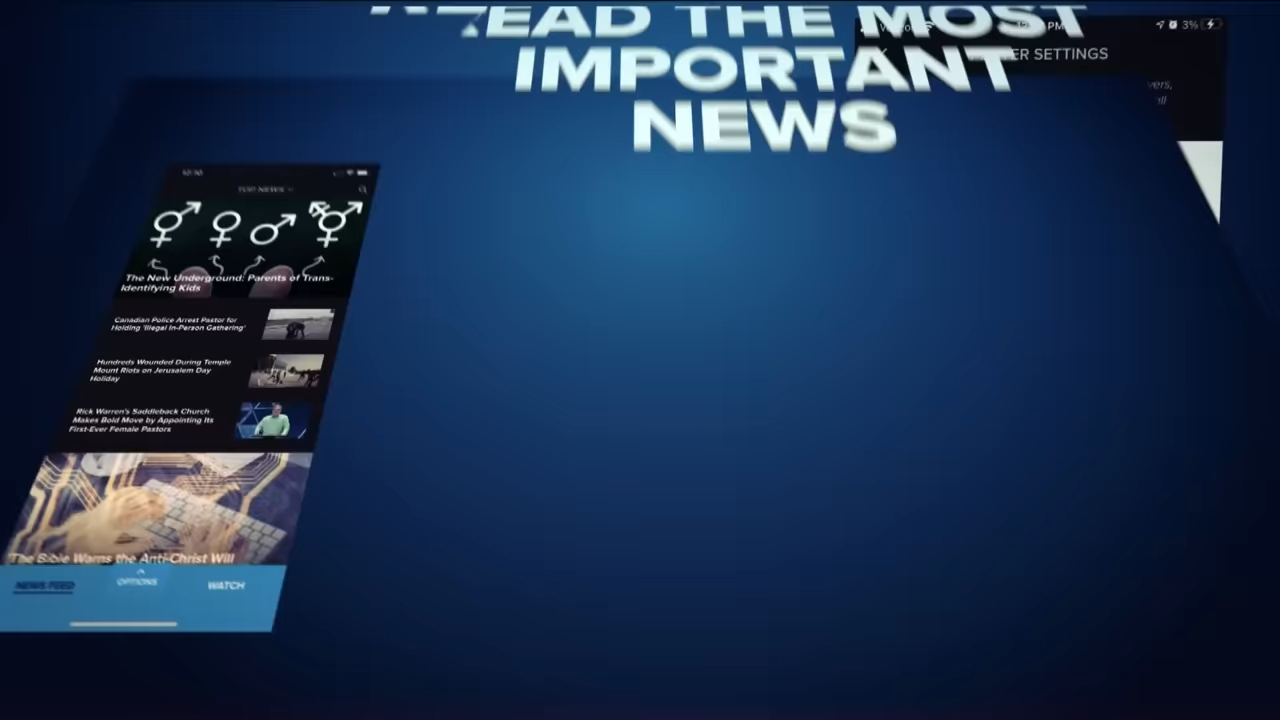 READ THE MOST
IMPORTANT
NEWS
PM
3%
SETTINGS
TOP NEWS
The New Underground: Parents of Trans-
Identifying Kids
Canadian Police Arrest Pastor for
Holding 'Illegal In-Person Gathering'
Hundreds Wounded During Temple
Mount Riots on Jerusalem Day
Holiday
Rick Warren's Saddleback Church
Makes Bold Move by Appointing Its
First-Ever Female Pastors
'The Bible Warns the Anti-Christ Will
NEWS FEED
OPTIONS
WATCH